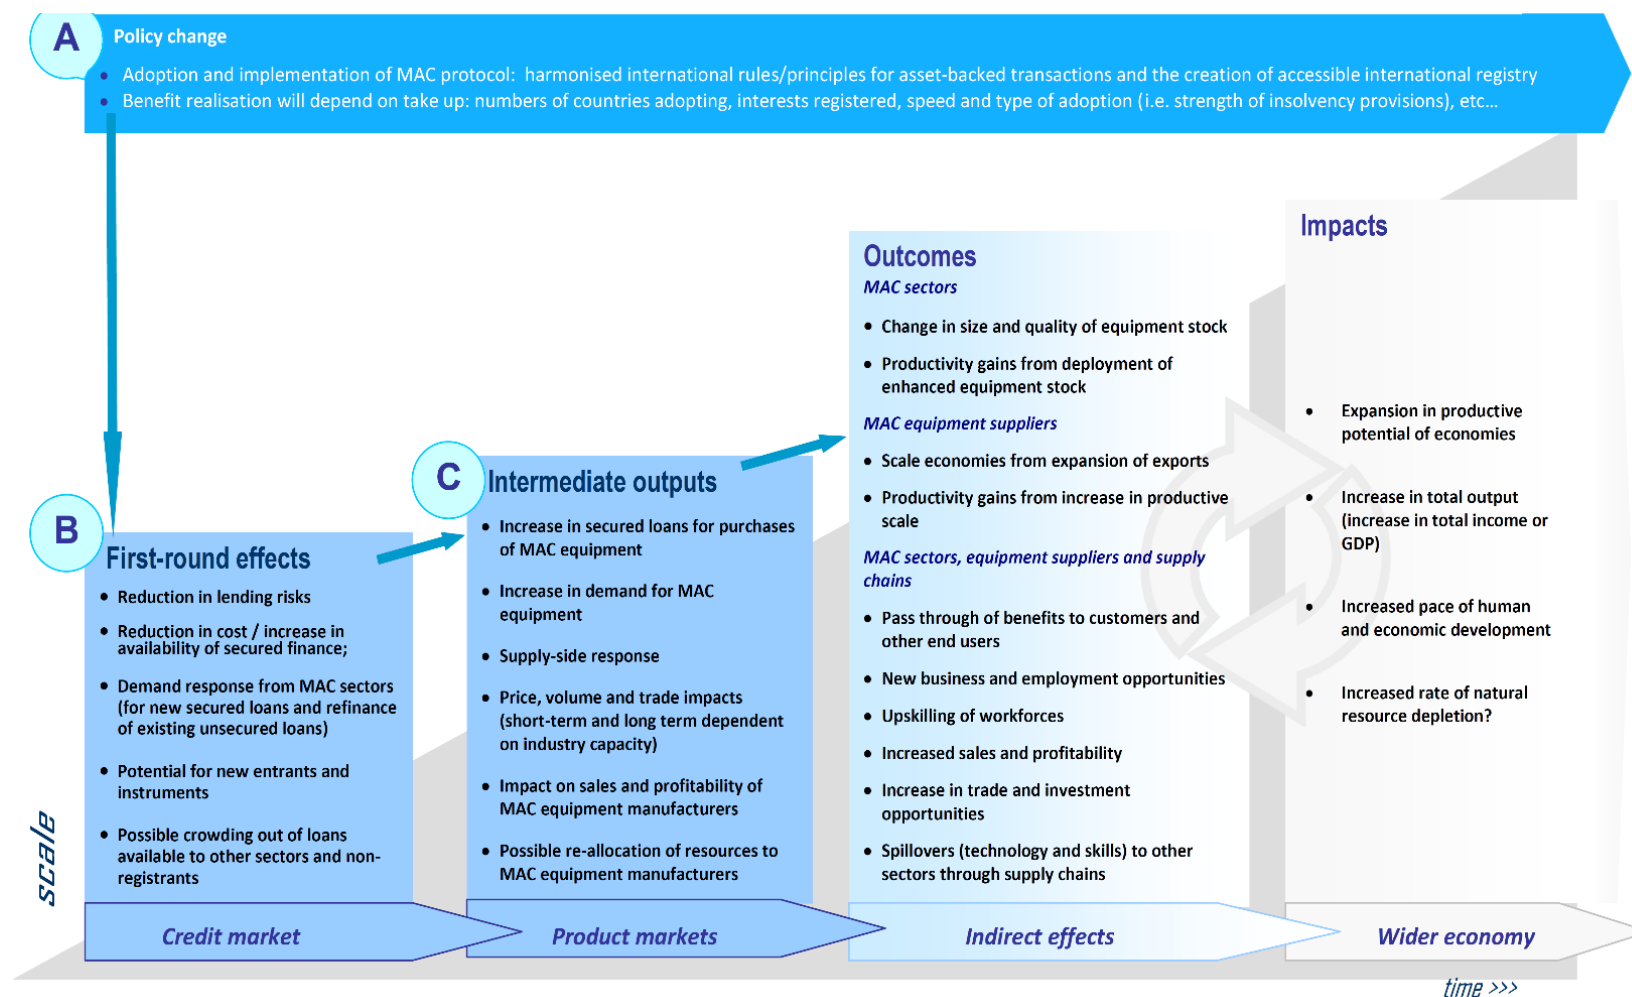 A
Policy change
• Adoption and implementation of MAC protocol: harmonised international rules/principles for asset-backed transactions and the creation of accessible international registry
• Benefit realisation will depend on take up: numbers of countries adopting, interests registered, speed and type of adoption (i.e. strength of insolvency provisions), etc...
B
First-round effects
• Reduction in lending risks
• Reduction in cost / increase in
availability of secured finance;
• Demand response from MAC sectors
(for new secured loans and refinance
of existing unsecured loans)
• Potential for new entrants and
instruments
• Possible crowding out of loans
available to other sectors and non-
registrants
C
Intermediate outputs
• Increase in secured loans for purchases
of MAC equipment
• Increase in demand for MAC
equipment
• Supply-side response
• Price, volume and trade impacts
(short-term and long term dependent
on industry capacity)
• Impact on sales and profitability of
MAC equipment manufacturers
• Possible re-allocation of resources to
MAC equipment manufacturers
Outcomes
MAC sectors
• Change in size and quality of equipment stock
• Productivity gains from deployment of
enhanced equipment stock
MAC equipment suppliers
• Scale economies from expansion of exports
• Productivity gains from increase in productive
scale
MAC sectors, equipment suppliers and supply
chains
• Pass through of benefits to customers and
other end users
• New business and employment opportunities
• Upskilling of workforces
• Increased sales and profitability
• Increase in trade and investment
opportunities
• Spillovers (technology and skills) to other
sectors through supply chains
Impacts
• Expansion in productive
potential of economies
• Increase in total output
(increase in total income or
GDP)
• Increased pace of human
and economic development
• Increased rate of natural
resource depletion?
scale
Credit market
Product markets
Indirect effects
Wider economy
time >>>